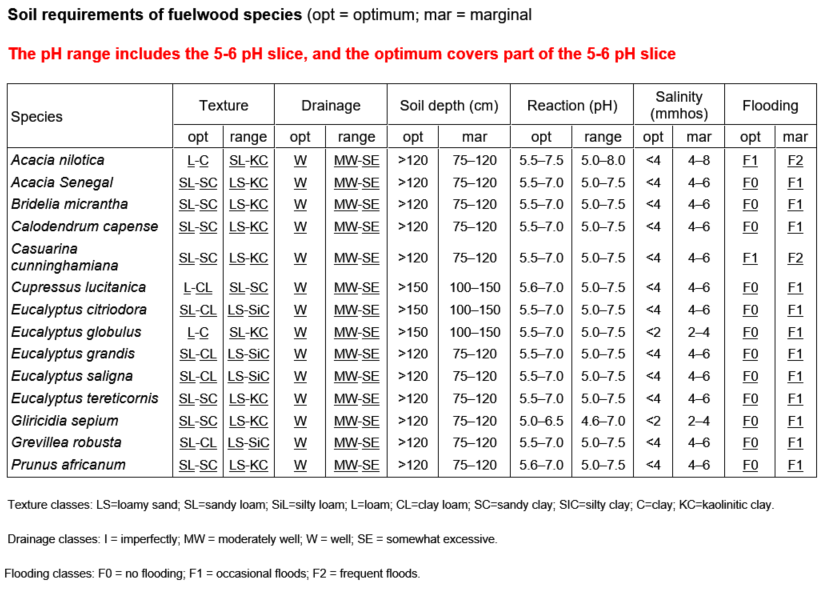 Soil requirements of fuelwood species (opt = optimum; mar = marginal
The pH range includes the 5-6 pH slice, and the optimum covers part of the 5-6 pH slice
Species Texture Drainage Soil depth (cm) Reaction (pH) Salinity (mmhos) Flooding
opt range opt range opt mar opt range opt mar opt mar
Acacia nilotica L-C SL-KC W MW-SE >120 75–120 5.5–7.5 5.0–8.0 <4 4–8 F1 F2
Acacia Senegal SL-SC LS-KC W MW-SE >120 75–120 5.5–7.0 5.0–7.5 <4 4–6 F0 F1
Bridelia micrantha SL-SC LS-KC W MW-SE >120 75–120 5.5–7.0 5.0–7.5 <4 4–6 F0 F1
Calodendrum capense SL-SC LS-KC W MW-SE >120 75–120 5.5–7.0 5.0–7.5 <4 4–6 F0 F1
Casuarina cunninghamiana SL-SC LS-KC W MW-SE >120 75–120 5.5–7.0 5.0–7.5 <4 4–6 F1 F2
Cupressus lucitanica L-CL SL-SC W MW-SE >150 100–150 5.6–7.0 5.0–7.5 <4 4–6 F0 F1
Eucalyptus citriodora SL-CL LS-SiC W MW-SE >150 100–150 5.5–7.0 5.0–7.5 <4 4–6 F0 F1
Eucalyptus globulus L-C SL-KC W MW-SE >150 100–150 5.5–7.0 5.0–7.5 <2 2–4 F0 F1
Eucalyptus grandis SL-CL LS-SiC W MW-SE >120 75–120 5.5–7.0 5.0–7.5 <4 4–6 F0 F1
Eucalyptus saligna SL-CL LS-SiC W MW-SE >120 75–120 5.5–7.0 5.0–7.5 <4 4–6 F0 F1
Eucalyptus tereticornis SL-SC LS-KC W MW-SE >120 75–120 5.5–7.0 5.0–7.5 <4 4–6 F0 F1
Gliricidia sepium SL-SC LS-KC W MW-SE >120 75–120 5.0–6.5 4.6–7.0 <2 2–4 F0 F1
Grevillea robusta SL-CL LS-SiC W MW-SE >120 75–120 5.5–7.0 5.0–7.5 <4 4–6 F0 F1
Prunus africanum SL-SC LS-KC W MW-SE >120 75–120 5.6–7.0 5.0–7.5 <4 4–6 F0 F1
Texture classes: LS=loamy sand; SL=sandy loam; SiL=silty loam; L=loam; CL=clay loam; SC=sandy clay; SIC=silty clay; C=clay; KC=kaolinitic clay.
Drainage classes: I = imperfectly; MW = moderately well; W = well; SE = somewhat excessive.
Flooding classes: F0 = no flooding; F1 = occasional floods; F2 = frequent floods.